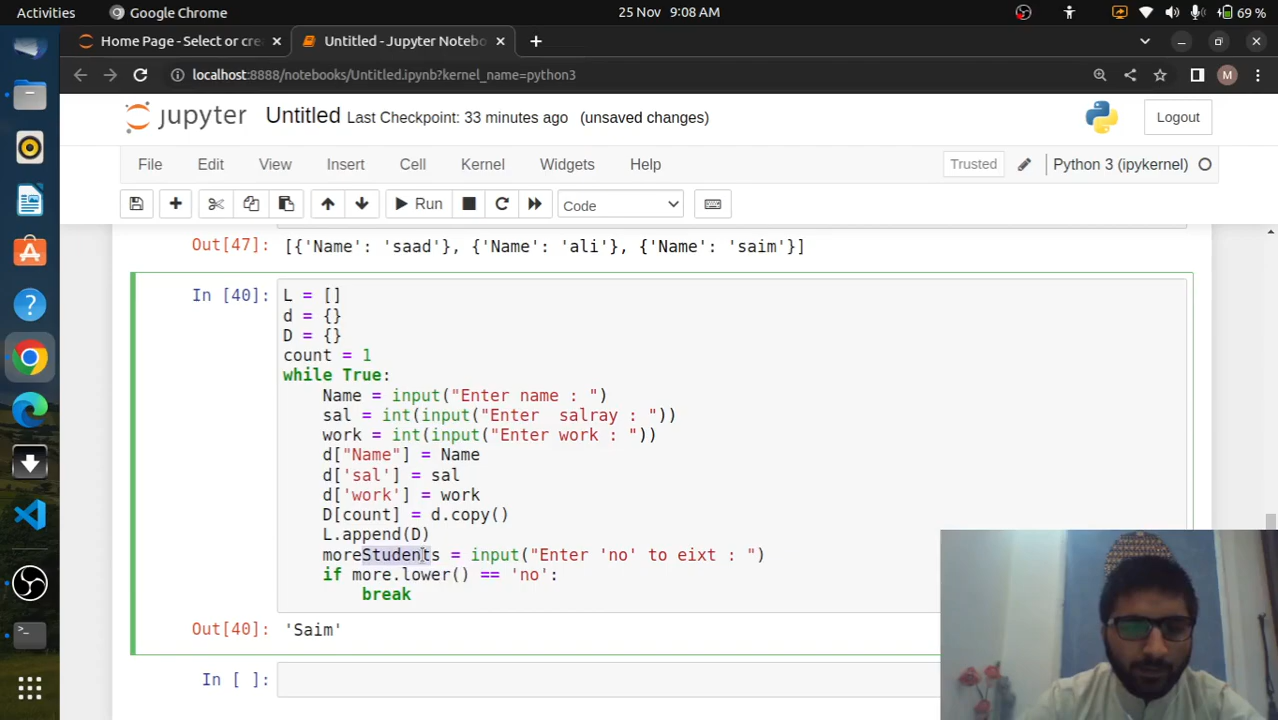 Activities Google Chrome 25 Nov 9:08 AM 69 %
Home Page - Select or cre Untitled - Jupyter Notebo
localhost:8888/notebooks/Untitled.ipynb?kernel_name=python3 M
jupyter Untitled Last Checkpoint: 33 minutes ago (unsaved changes) Logout
File Edit View Insert Cell Kernel Widgets Help Trusted Python 3 (ipykernel)
Run Code
Out[47]: [{'Name': 'saad'}, {'Name': 'ali'}, {'Name': 'saim'}]
In [40]: L = []
d = {}
D = {}
count = 1
while True:
Name = input("Enter name : ")
sal = int(input("Enter  salray : "))
work = int(input("Enter work : "))
d["Name"] = Name
d['sal'] = sal
d['work'] = work
D[count] = d.copy()
L.append(D)
moreStudents = input("Enter 'no' to eixt : ")
if more.lower() == 'no':
break
Out[40]: 'Saim'
In [ ]: